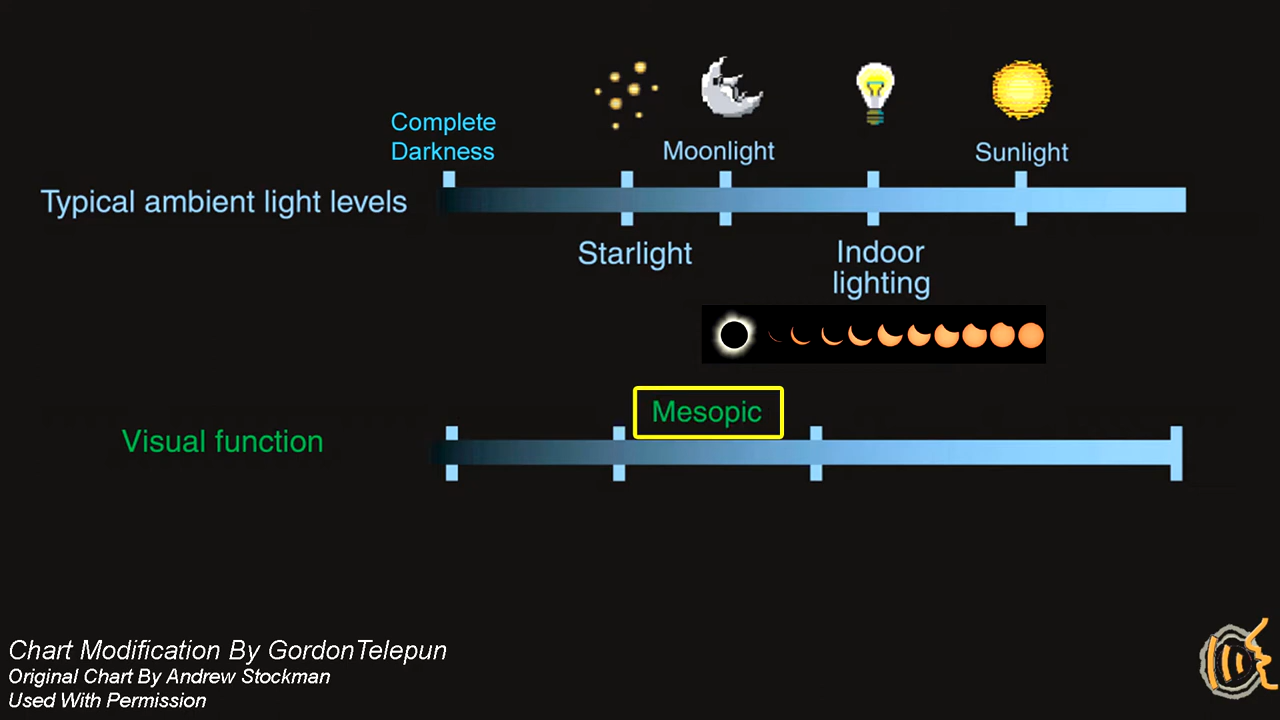 Complete
Darkness
Moonlight
Sunlight
Typical ambient light levels
Starlight
Indoor
lighting
Mesopic
Visual function
Chart Modification By GordonTelepun
Original Chart By Andrew Stockman
Used With Permission